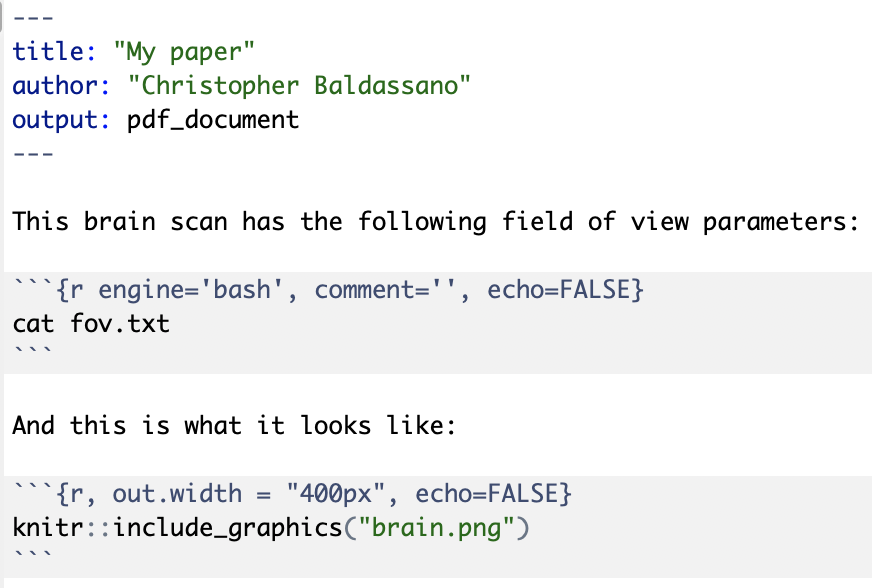 ---
title: "My paper"
author: "Christopher Baldassano"
output: pdf_document
---
This brain scan has the following field of view parameters:
```{r engine='bash', comment='', echo=FALSE}
cat fov.txt
```
And this is what it looks like:
```{r, out.width = "400px", echo=FALSE}
knitr::include_graphics("brain.png")
```